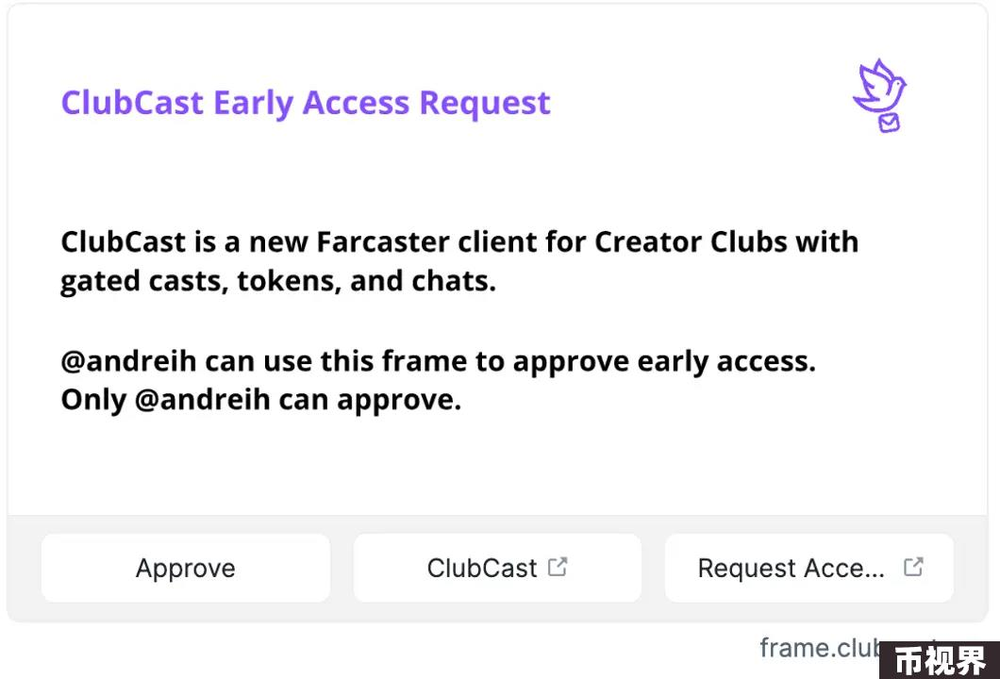 ClubCast Early Access Request
ClubCast is a new Farcaster client for Creator Clubs with
gated casts, tokens, and chats.
@andreih can use this frame to approve early access.
Only @andreih can approve.
Approve
ClubCast
Request Acce...
frame.club
币视界